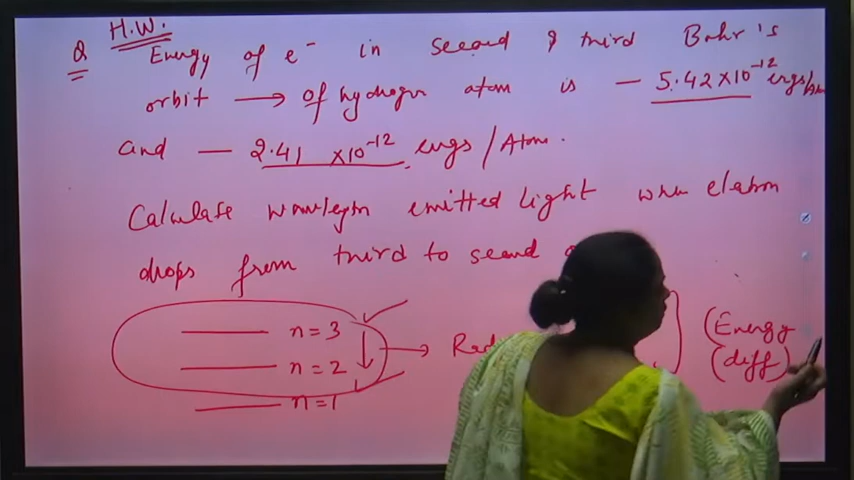 H.W.
Q Energy of e⁻ in second & third Bohr's
orbit → of hydrogen atom is – 5.42×10⁻¹² ergs/
and – 2.41 ×10⁻¹² ergs/Atom.
Calculate wavelength emitted light when electron
drops from third to second
n=3
n=2
n=1
(Energy
(diff)